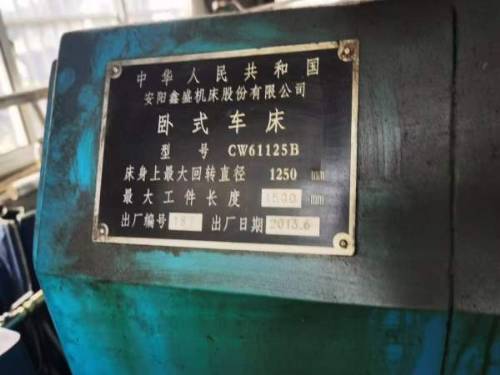 中华人民共和国
安阳鑫盛机床股份有限公司
卧式车床
型号 CW61125B
床身上最大回转直径 1250 mm
最大工件长度 mm
出厂编号 出厂日期 2013.6